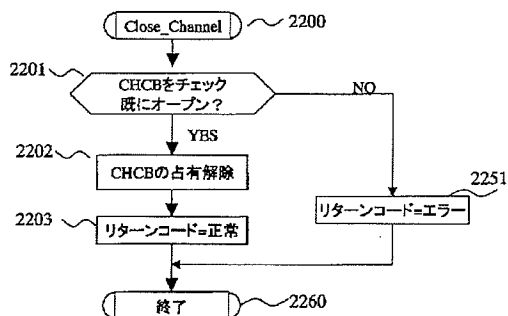 Close_Channel
2200
2201
CHCBをチェック
既にオープン？
NO
YES
2202
CHCBの占有解除
2251
リターンコード=エラー
2203
リターンコード=正常
終了
2260